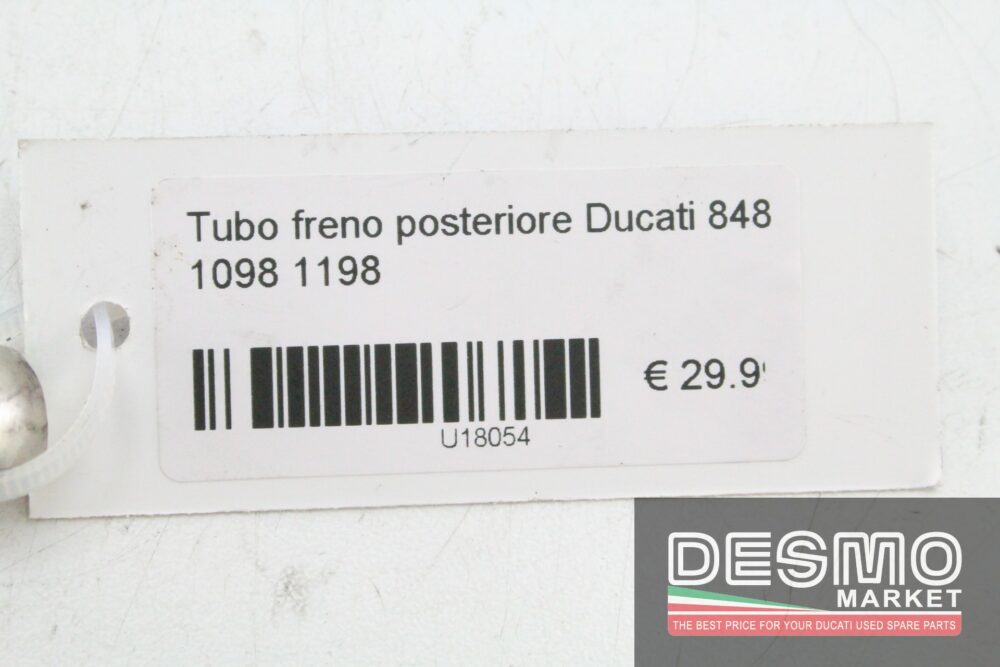 Tubo freno posteriore Ducati 848
1098 1198
€ 29.9
U18054
DESMO
MARKET
THE BEST PRICE FOR YOUR DUCATI USED SPARE PARTS